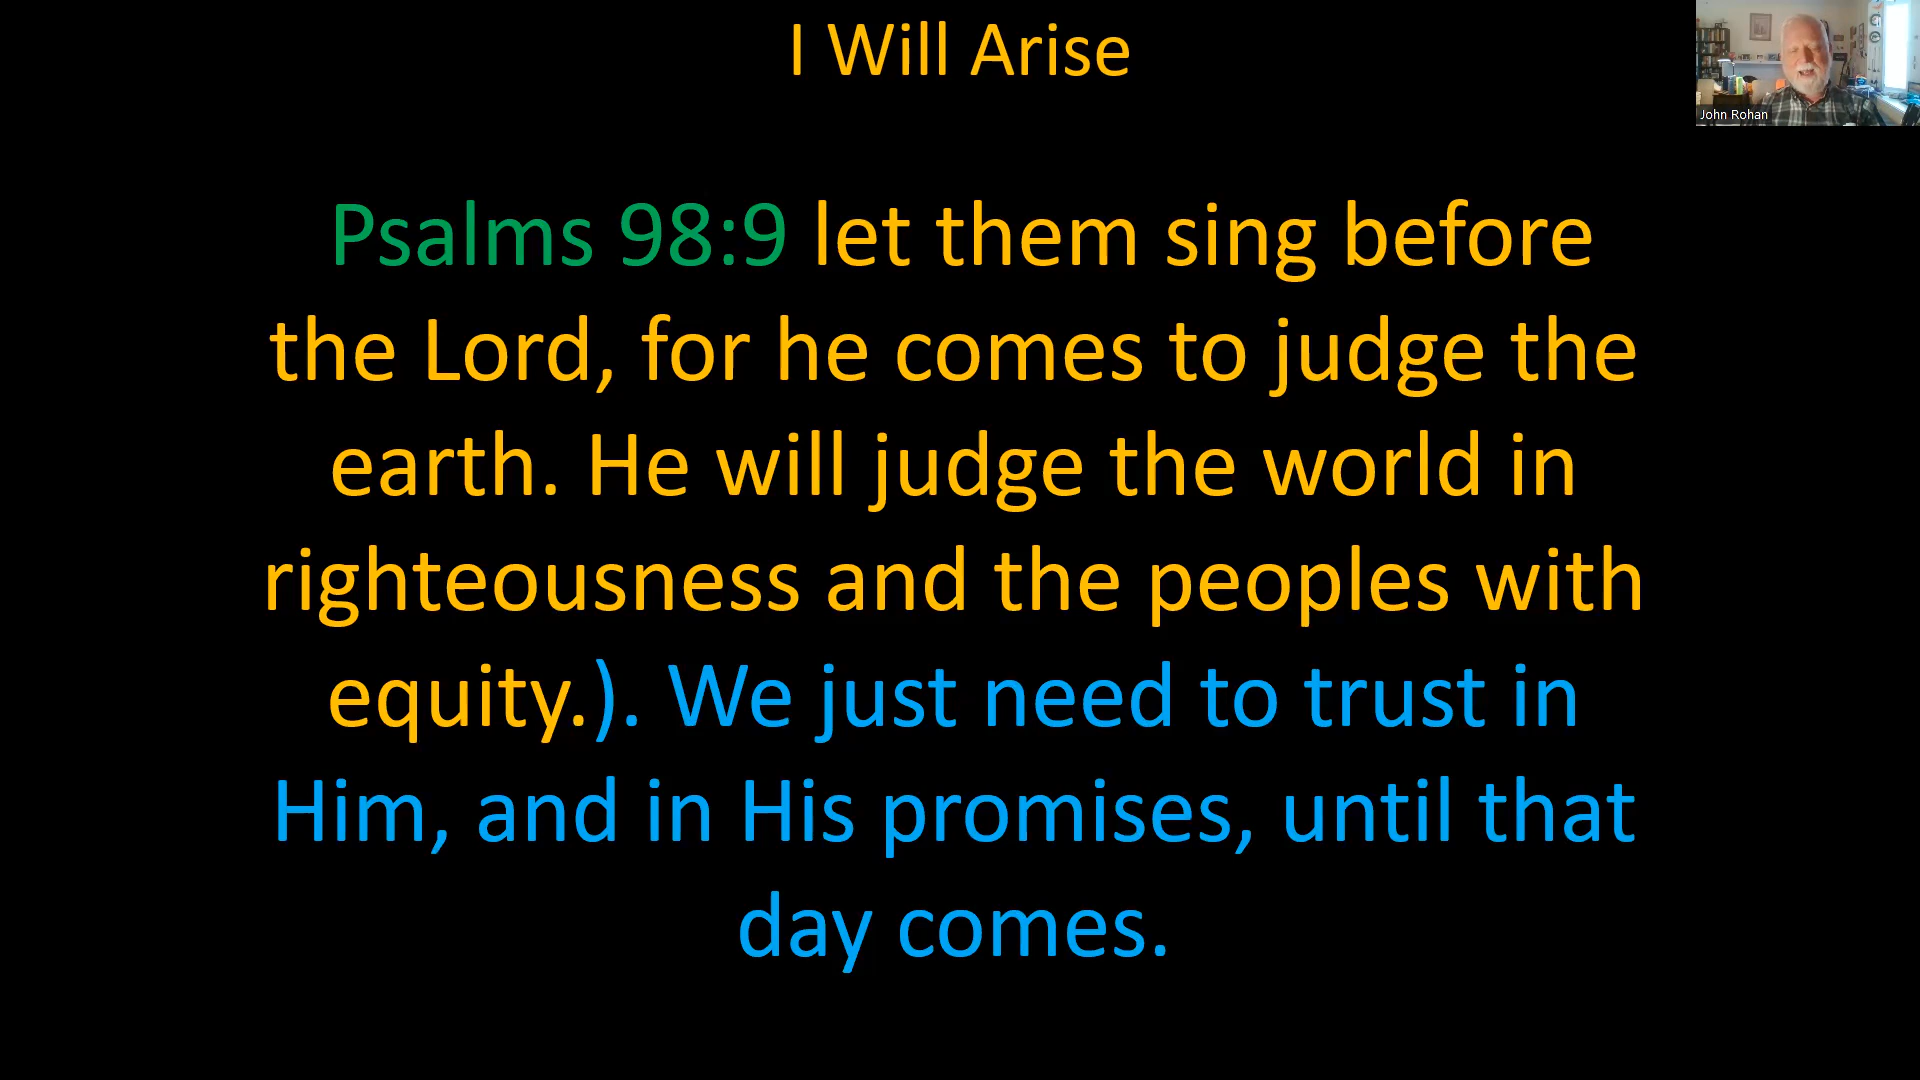 I Will Arise
John Rohan
Psalms 98:9 let them sing before
the Lord, for he comes to judge the
earth. He will judge the world in
righteousness and the peoples with
equity.). We just need to trust in
Him, and in His promises, until that
day comes.